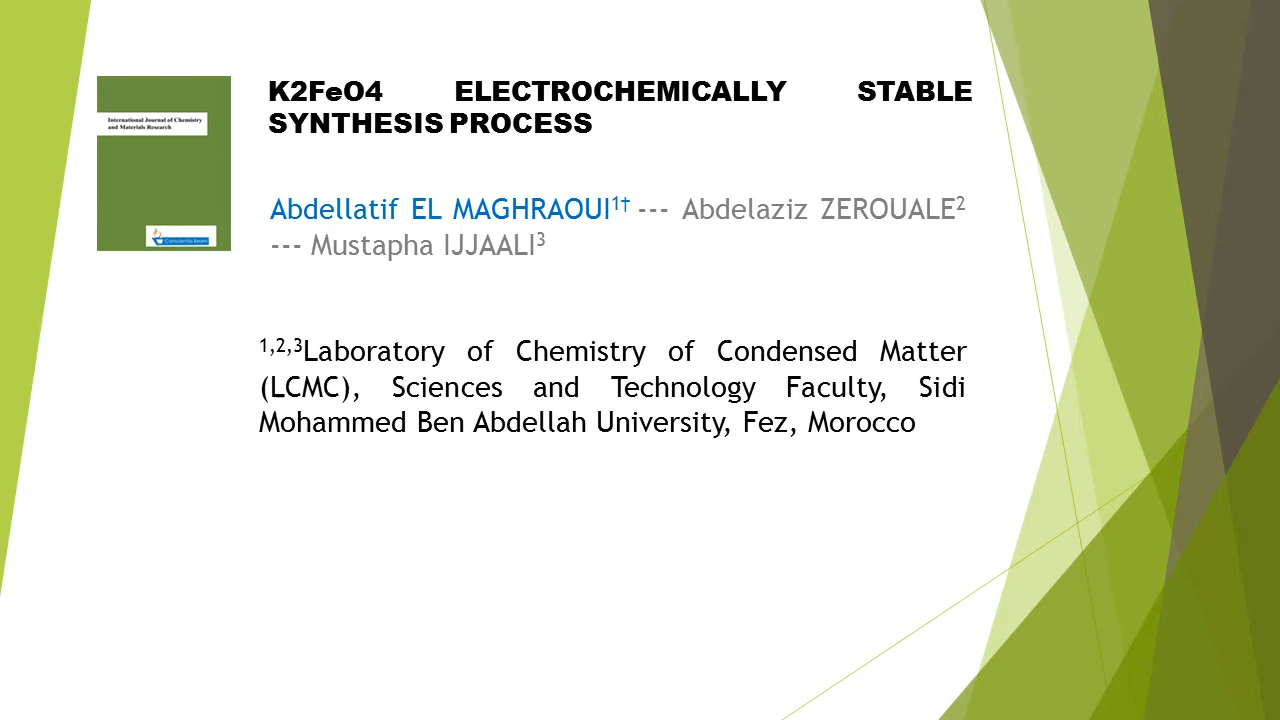 International Journal of Chemistry
and Materials Research
Conscientia Beam
K2FeO4 ELECTROCHEMICALLY STABLE
SYNTHESIS PROCESS
Abdellatif EL MAGHRAOUI¹† --- Abdelaziz ZEROUALE²
--- Mustapha IJJAALI³
¹,²,³Laboratory of Chemistry of Condensed Matter
(LCMC), Sciences and Technology Faculty, Sidi
Mohammed Ben Abdellah University, Fez, Morocco